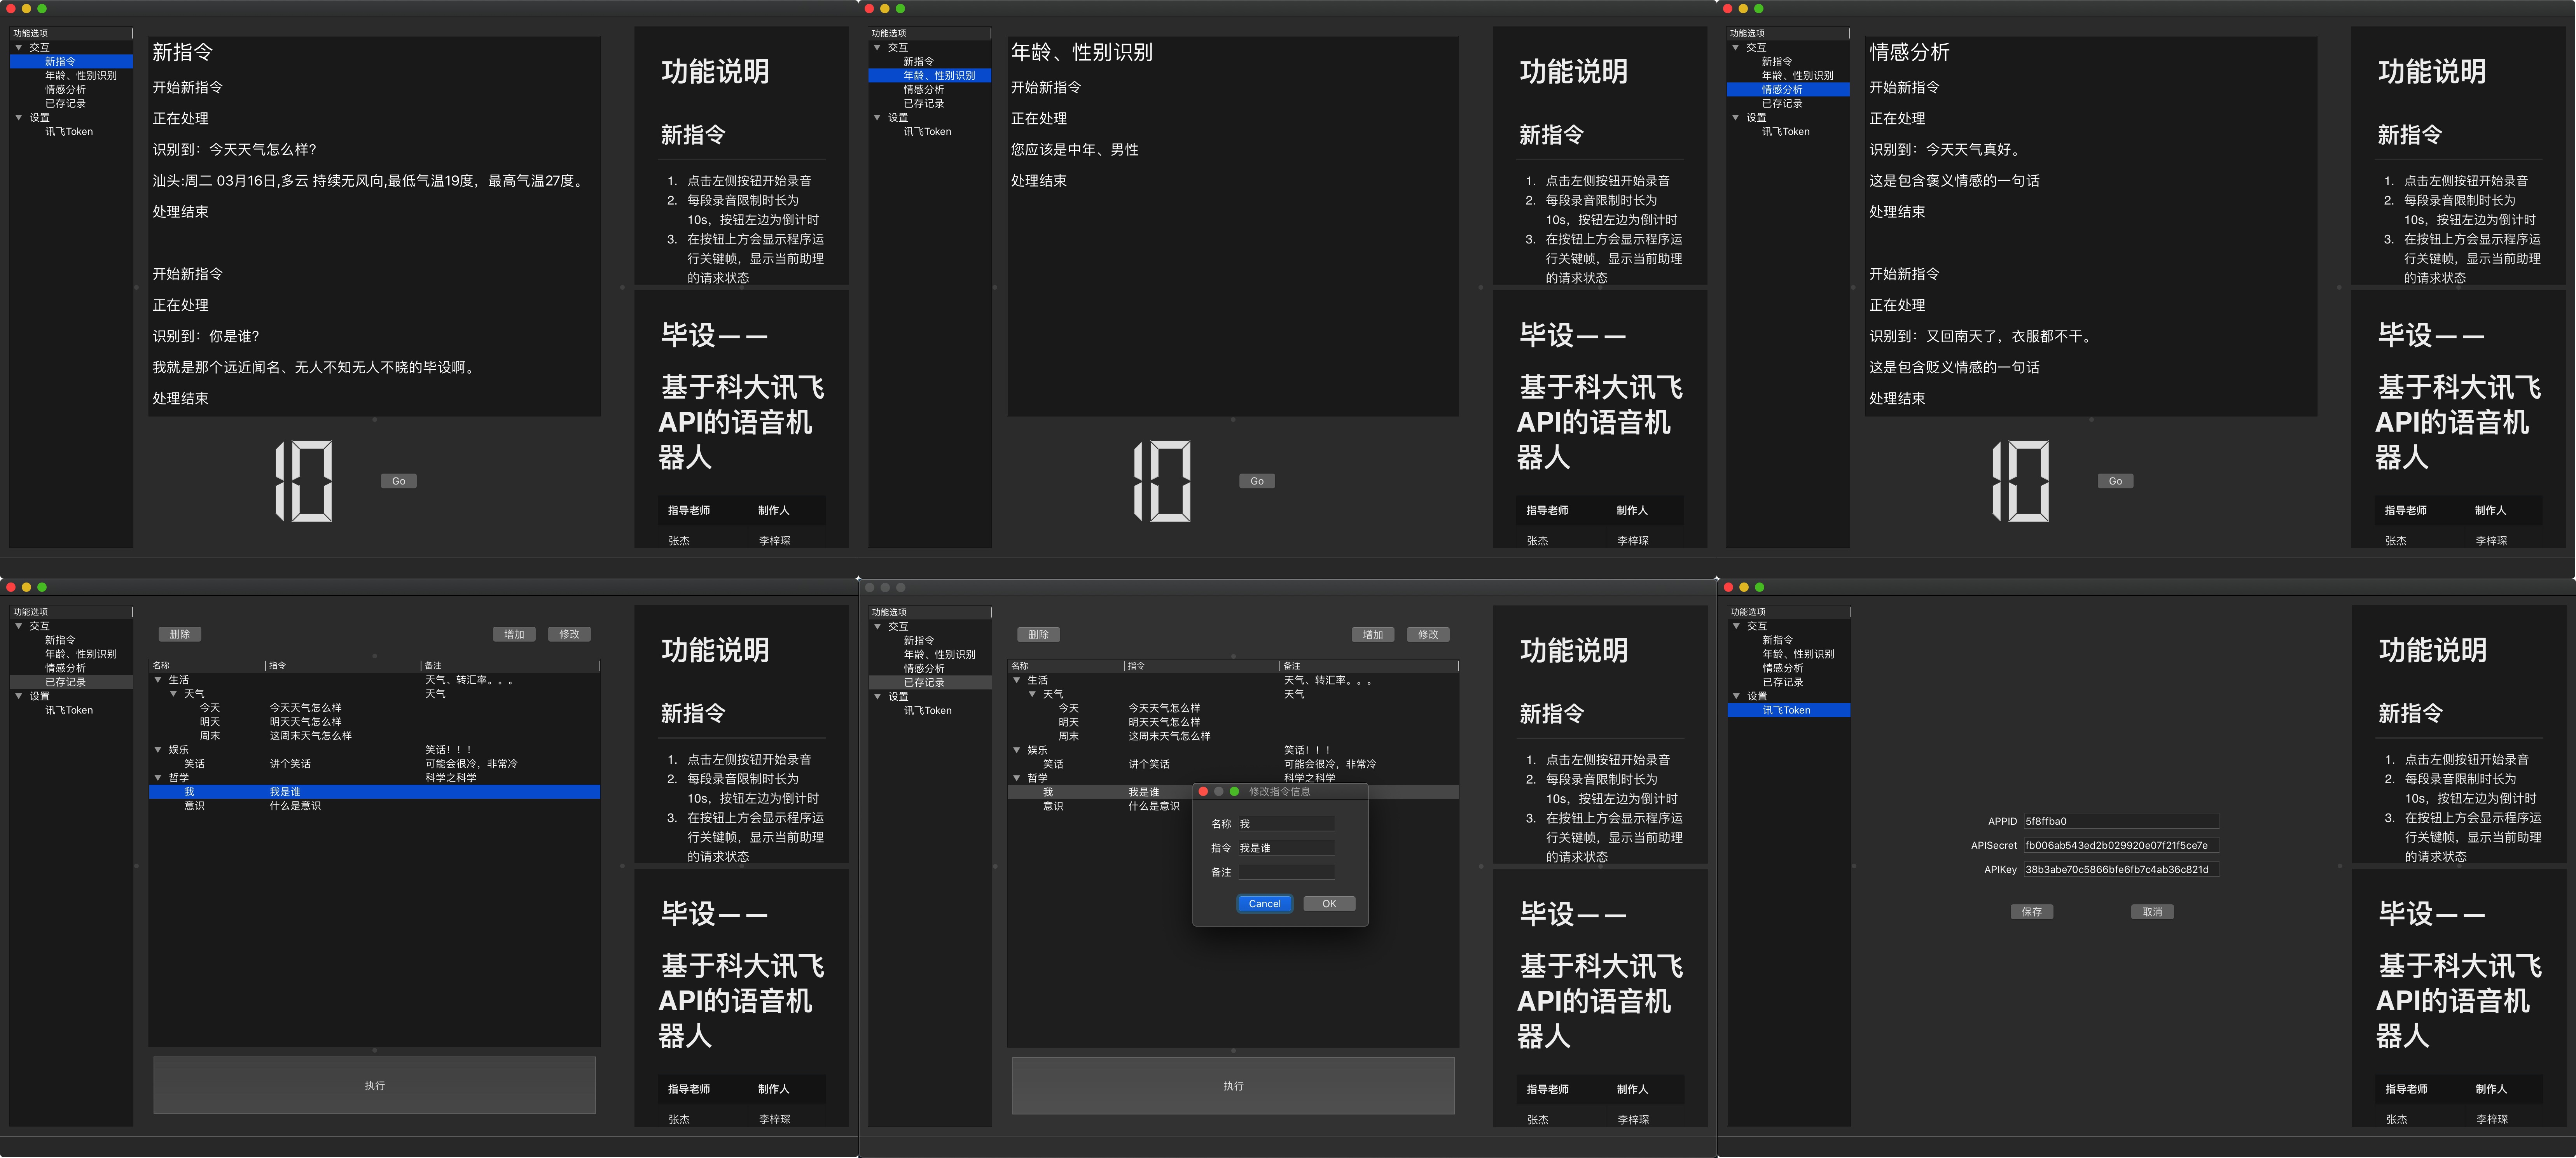 功能选项
交互
新指令
年龄、性别识别
情感分析
已存记录
设置
讯飞Token
新指令
开始新指令
正在处理
识别到：今天天气怎么样?
汕头:周二 03月16日,多云 持续无风向,最低气温19度，最高气温27度。
处理结束
开始新指令
正在处理
识别到：你是谁?
我就是那个远近闻名、无人不知无人不晓的毕设啊。
处理结束
10
Go
功能说明
新指令
1. 点击左侧按钮开始录音
2. 每段录音限制时长为
10s，按钮左边为倒计时
3. 在按钮上方会显示程序运
行关键帧，显示当前助理
的请求状态
毕设——
基于科大讯飞
API的语音机
器人
指导老师 制作人
张杰 李梓琛
功能选项
交互
新指令
年龄、性别识别
情感分析
已存记录
设置
讯飞Token
年龄、性别识别
开始新指令
正在处理
您应该是中年、男性
处理结束
10
Go
功能说明
新指令
1. 点击左侧按钮开始录音
2. 每段录音限制时长为
10s，按钮左边为倒计时
3. 在按钮上方会显示程序运
行关键帧，显示当前助理
的请求状态
毕设——
基于科大讯飞
API的语音机
器人
指导老师 制作人
张杰 李梓琛
功能选项
交互
新指令
年龄、性别识别
情感分析
已存记录
设置
讯飞Token
情感分析
开始新指令
正在处理
识别到：今天天气真好。
这是包含褒义情感的一句话
处理结束
开始新指令
正在处理
识别到：又回南天了，衣服都不干。
这是包含贬义情感的一句话
处理结束
10
Go
功能说明
新指令
1. 点击左侧按钮开始录音
2. 每段录音限制时长为
10s，按钮左边为倒计时
3. 在按钮上方会显示程序运
行关键帧，显示当前助理
的请求状态
毕设——
基于科大讯飞
API的语音机
器人
指导老师 制作人
张杰 李梓琛
功能选项
交互
新指令
年龄、性别识别
情感分析
已存记录
设置
讯飞Token
删除 增加 修改
名称 指令 备注
生活 天气、转汇率。。。
天气 天气
今天 今天天气怎么样
明天 明天天气怎么样
周末 这周末天气怎么样
娱乐 笑话！！！
笑话 讲个笑话 可能会很冷，非常冷
哲学 科学之科学
我 我是谁
意识 什么是意识
执行
功能说明
新指令
1. 点击左侧按钮开始录音
2. 每段录音限制时长为
10s，按钮左边为倒计时
3. 在按钮上方会显示程序运
行关键帧，显示当前助理
的请求状态
毕设——
基于科大讯飞
API的语音机
器人
指导老师 制作人
张杰 李梓琛
功能选项
交互
新指令
年龄、性别识别
情感分析
已存记录
设置
讯飞Token
删除 增加 修改
名称 指令 备注
生活 天气、转汇率。。。
天气 天气
今天 今天天气怎么样
明天 明天天气怎么样
周末 这周末天气怎么样
娱乐 笑话！！！
笑话 讲个笑话 可能会很冷，非常冷
哲学 科学之科学
我 我是谁
意识 什么是意识
修改指令信息
名称 我
指令 我是谁
备注
Cancel OK
执行
功能说明
新指令
1. 点击左侧按钮开始录音
2. 每段录音限制时长为
10s，按钮左边为倒计时
3. 在按钮上方会显示程序运
行关键帧，显示当前助理
的请求状态
毕设——
基于科大讯飞
API的语音机
器人
指导老师 制作人
张杰 李梓琛
功能选项
交互
新指令
年龄、性别识别
情感分析
已存记录
设置
讯飞Token
APPID 5f8ffba0
APISecret fb006ab543ed2b029920e07f21f5ce7e
APIKey 38b3abe70c5866bfe6fb7c4ab36c821d
保存 取消
功能说明
新指令
1. 点击左侧按钮开始录音
2. 每段录音限制时长为
10s，按钮左边为倒计时
3. 在按钮上方会显示程序运
行关键帧，显示当前助理
的请求状态
毕设——
基于科大讯飞
API的语音机
器人
指导老师 制作人
张杰 李梓琛